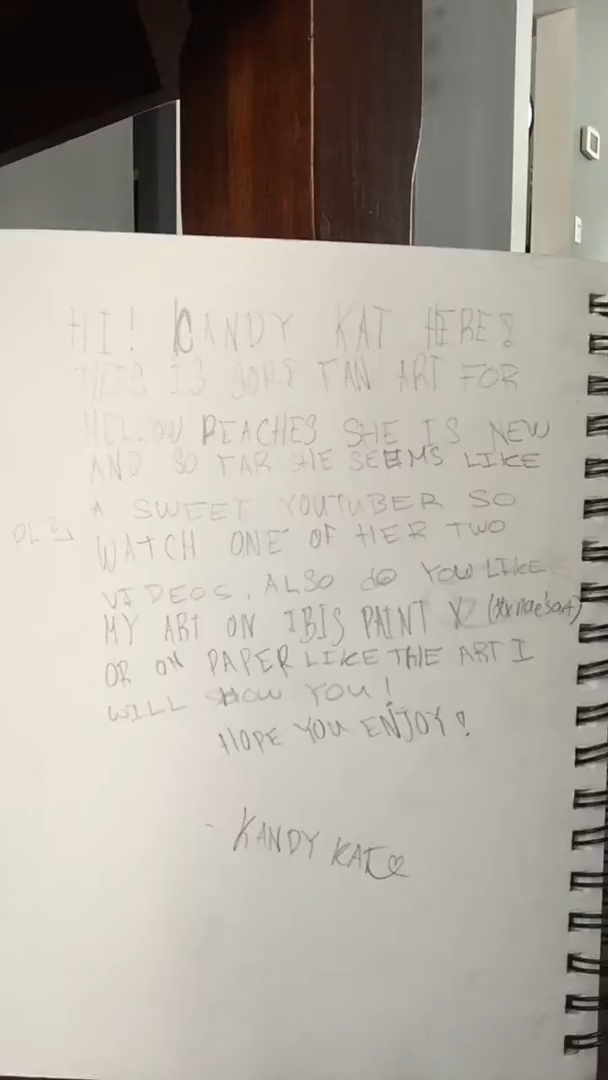 HI! CANDY KAT HERE!
THIS IS SOME FAN ART FOR
MELLOW PEACHES SHE IS NEW
AND SO FAR SHE SEEMS LIKE
A SWEET YOUTUBER SO
WATCH ONE OF HER TWO
VIDEOS. ALSO do YOU LIKE
MY ART ON IBIS PAINT X
OR ON PAPER LIKE THE ART I
WILL SHOW YOU!
HOPE YOU ENJOY!
- KANDY KAT